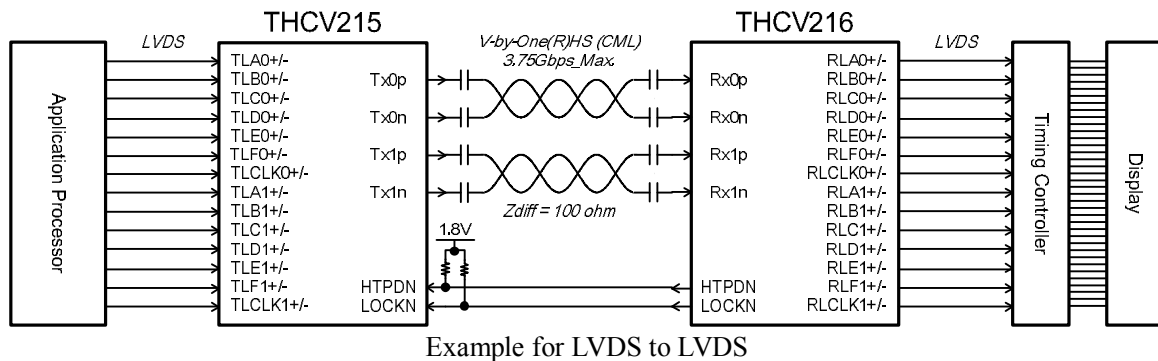 THCV215
THCV216
LVDS
V-by-One(R)HS (CML)
3.75Gbps_Max.
LVDS
Application Processor
TLA0+/-
TLB0+/-
TLC0+/-
TLD0+/-
TLE0+/-
TLF0+/-
TLCLK0+/-
TLA1+/-
TLB1+/-
TLC1+/-
TLD1+/-
TLE1+/-
TLF1+/-
TLCLK1+/-
Tx0p
Tx0n
Tx1p
Tx1n
HTPDN
LOCKN
Zdiff = 100 ohm
1.8V
Rx0p
Rx0n
Rx1p
Rx1n
HTPDN
LOCKN
RLA0+/-
RLB0+/-
RLC0+/-
RLD0+/-
RLE0+/-
RLF0+/-
RLCLK0+/-
RLA1+/-
RLB1+/-
RLC1+/-
RLD1+/-
RLE1+/-
RLF1+/-
RLCLK1+/-
Timing Controller
Display
Example for LVDS to LVDS